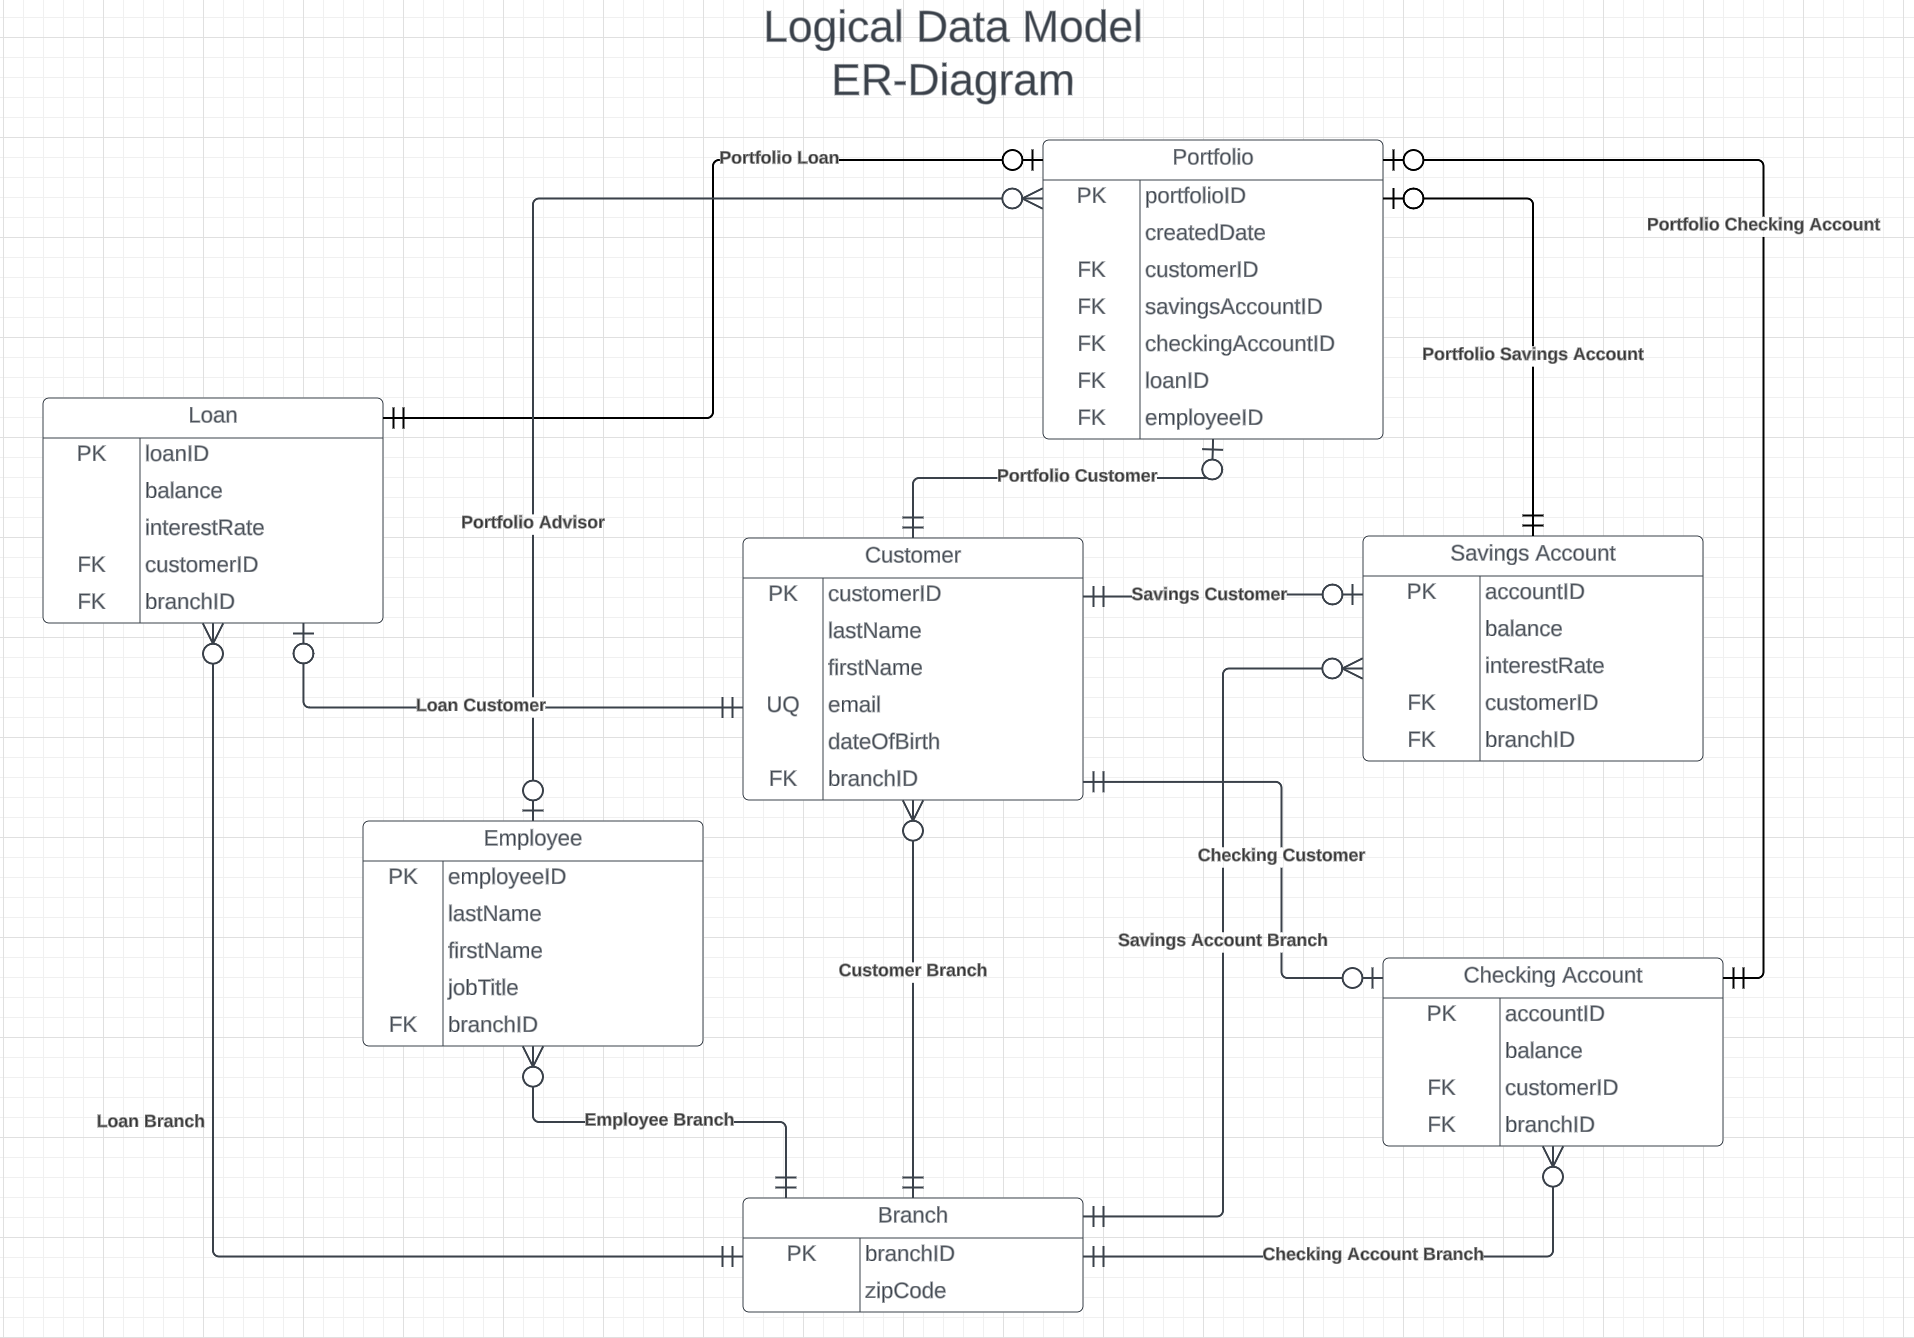 Logical Data Model
ER-Diagram
Portfolio Loan
Portfolio
PK portfolioID
createdDate
FK customerID
FK savingsAccountID
FK checkingAccountID
FK loanID
FK employeeID
Portfolio Checking Account
Portfolio Savings Account
Loan
PK loanID
balance
interestRate
FK customerID
FK branchID
Portfolio Advisor
Portfolio Customer
Customer
PK customerID
lastName
firstName
UQ email
dateOfBirth
FK branchID
Savings Customer
Savings Account
PK accountID
balance
interestRate
FK customerID
FK branchID
Loan Customer
Employee
PK employeeID
lastName
firstName
jobTitle
FK branchID
Checking Customer
Savings Account Branch
Customer Branch
Checking Account
PK accountID
balance
FK customerID
FK branchID
Loan Branch
Employee Branch
Branch
PK branchID
zipCode
Checking Account Branch